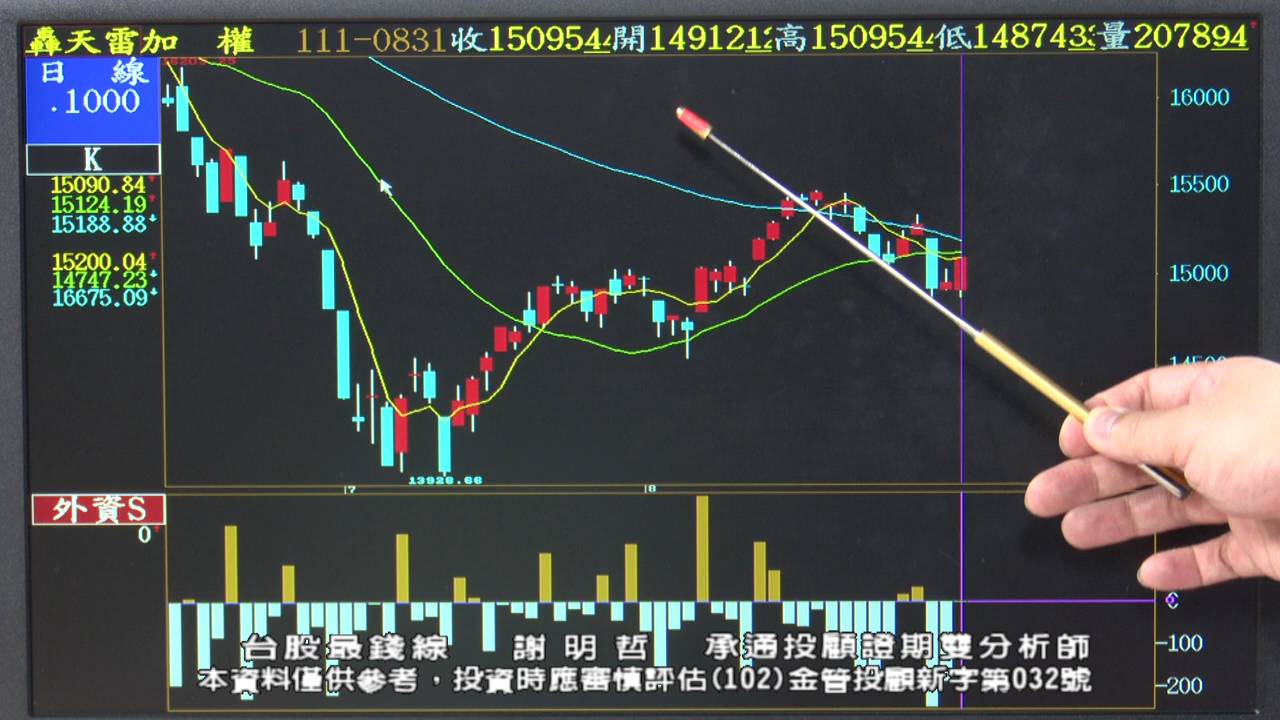 轟天雷加 權 111-0831收1509544開1491212高1509544低1487433量207894
日 線
.1000
K
15090.84
15124.19
15188.88
15200.04
14747.23
16675.09
16000
15500
15000
14500
13928.66
7
8
外資S
0
-100
-200
台股最錢線 謝明哲 承通投顧證期雙分析師
本資料僅供參考,投資時應審慎評估(102)金管投顧新字第032號